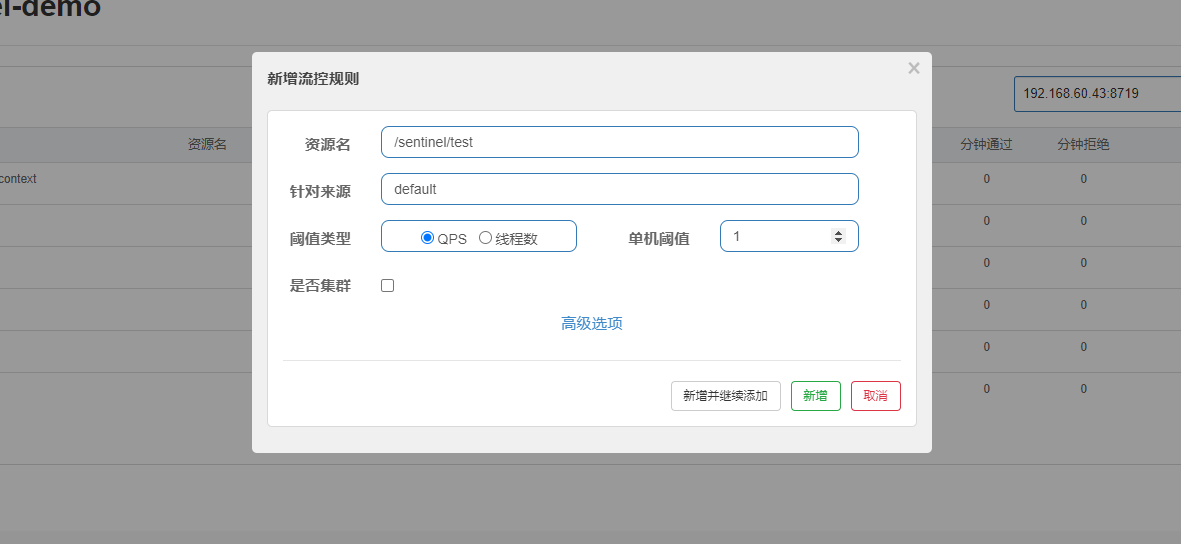 el-demo
新增流控规则
×
192.168.60.43:8719
资源名
分钟通过
分钟拒绝
context
0
0
0
0
0
0
0
0
0
0
0
0
资源名
/sentinel/test
针对来源
default
阈值类型
QPS
线程数
单机阈值
1
是否集群
高级选项
新增并继续添加
新增
取消